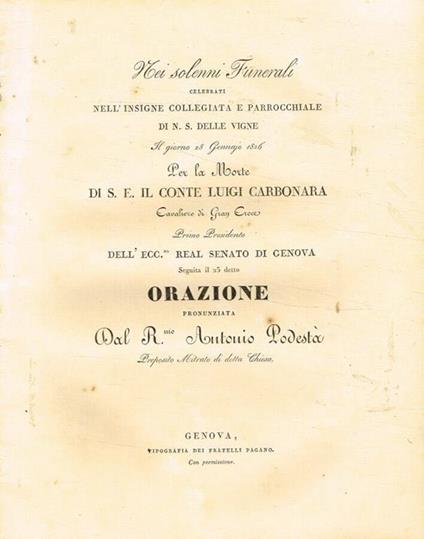 Nei solenni Funerali
CELEBRATI
NELL'INSIGNE COLLEGIATA E PARROCCHIALE
DI N. S. DELLE VIGNE
Il giorno 28 Gennajo 1826
Per la Morte
DI S. E. IL CONTE LUIGI CARBONARA
Cavaliere di Gran Croce
Primo Presidente
DELL'ECC.mo REAL SENATO DI GENOVA
Seguita il 25 detto
ORAZIONE
PRONUNZIATA
Dal R.mo Antonio Podestà
Preposito Mitrato di detta Chiesa.
GENOVA,
TIPOGRAFIA DEI FRATELLI PAGANO.
Con permissione.